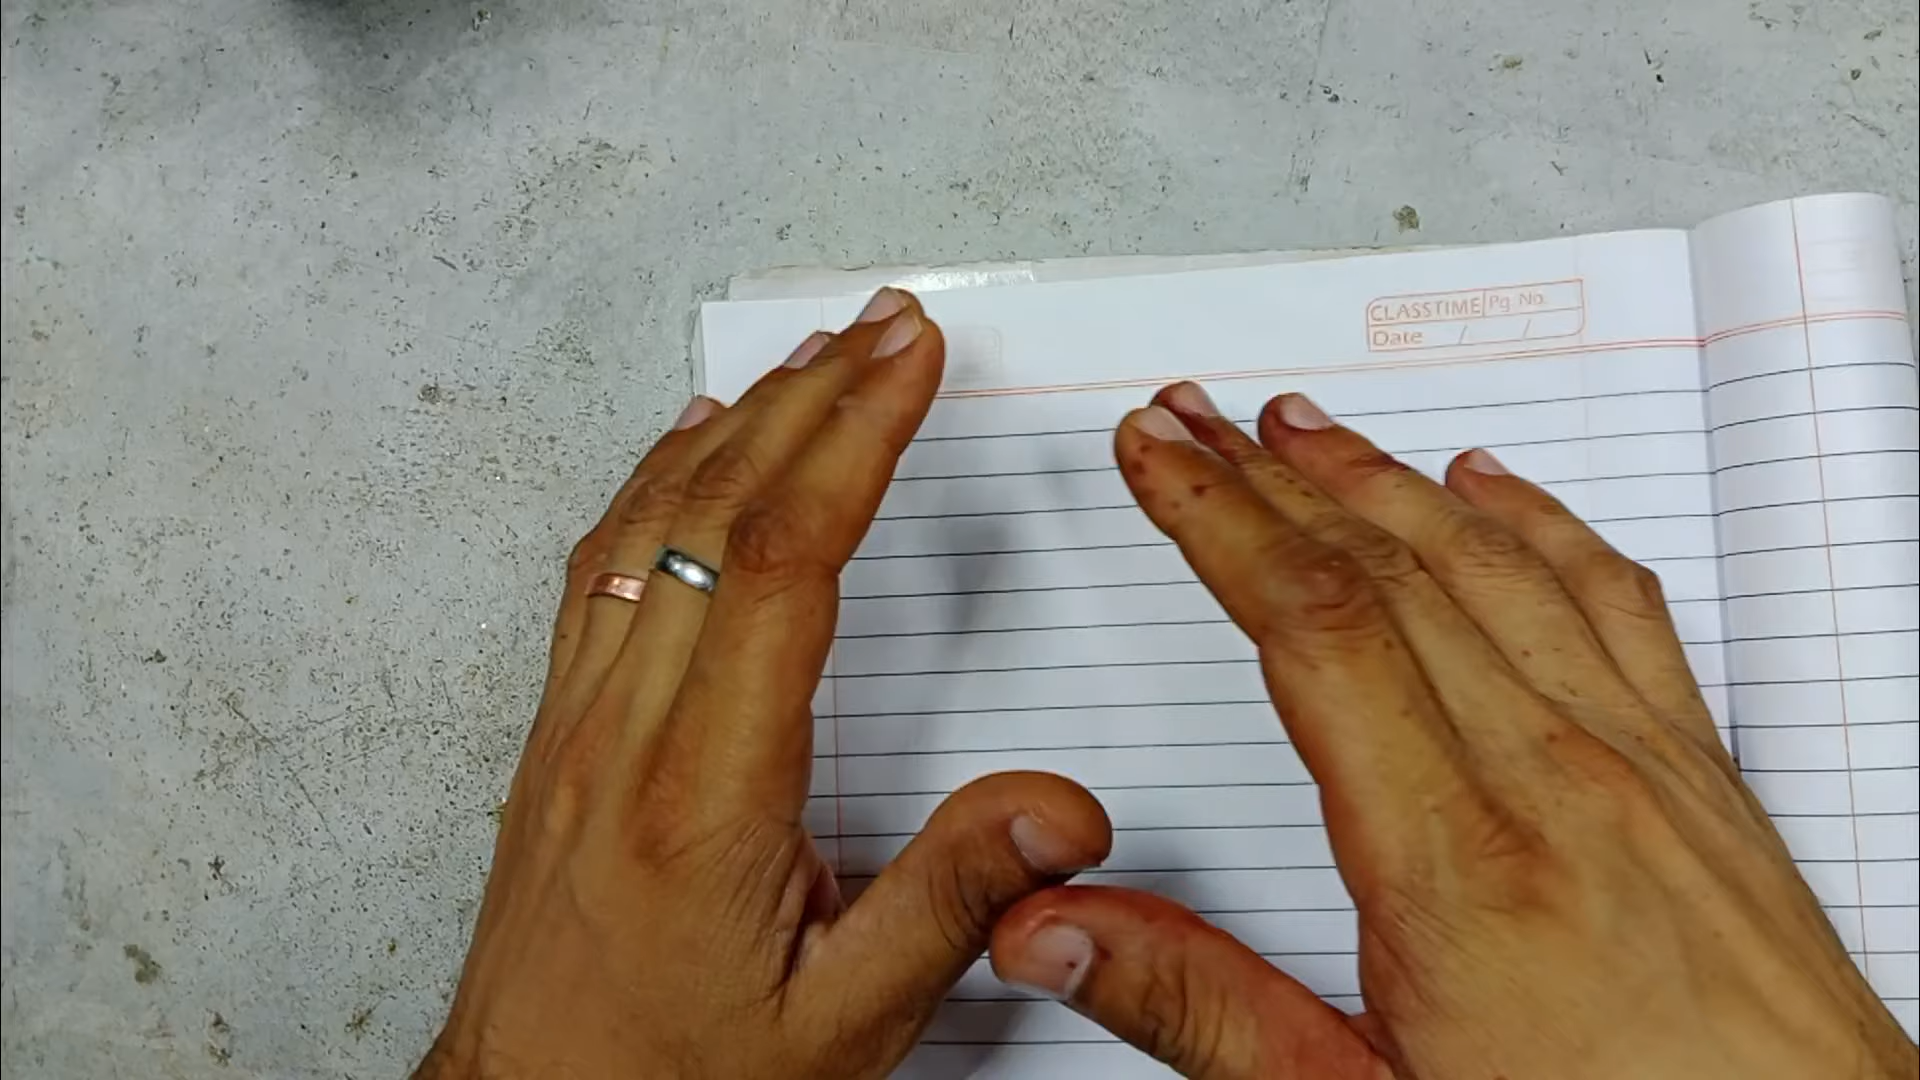 CLASSTIME Pg. No.
Date / /